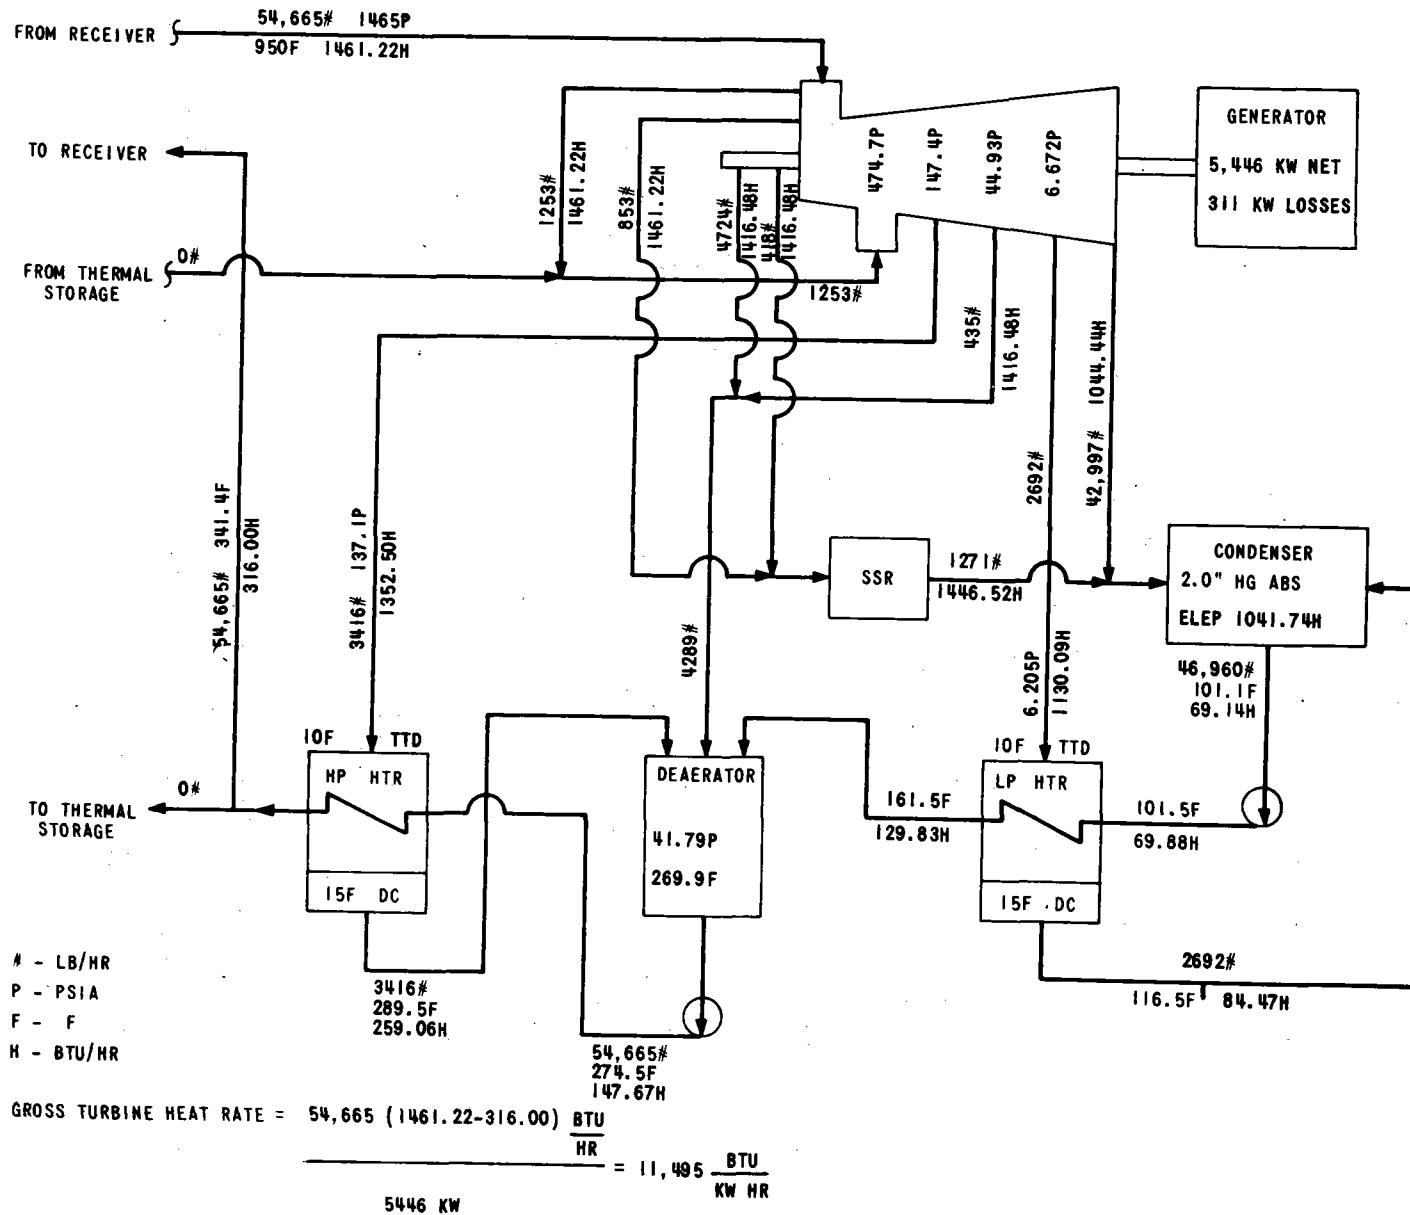 54,665# 1465P
FROM RECEIVER
950F 1461.22H
TO RECEIVER
FROM THERMAL
STORAGE
0#
1253#
1461.22H
853#
1461.22H
4724#
1416.48H
418#
1416.48H
474.7P
147.4P
44.93P
6.672P
GENERATOR
5,446 KW NET
311 KW LOSSES
1253#
435#
1416.48H
2692#
42,997# 1044.44H
54,665# 341.4F
316.00H
3416# 137.1P
1352.50H
4289#
SSR
1271#
1446.52H
CONDENSER
2.0" HG ABS
ELEP 1041.74H
46,960#
101.1F
69.14H
6.205P
1130.09H
10F TTD
HP HTR
15F DC
DEAERATOR
41.79P
269.9F
10F TTD
LP HTR
15F DC
161.5F
129.83H
101.5F
69.88H
0#
TO THERMAL
STORAGE
3416#
289.5F
259.06H
54,665#
274.5F
147.67H
2692#
116.5F 84.47H
# - LB/HR
P - PSIA
F - F
H - BTU/HR
GROSS TURBINE HEAT RATE = 54,665 (1461.22-316.00) BTU
HR
= 11,495 BTU
KW HR
5446 KW